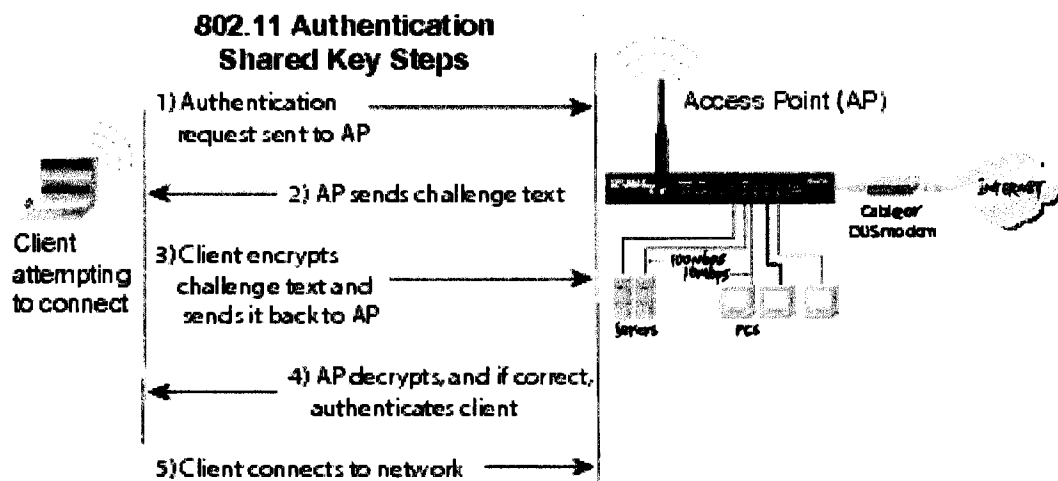 802.11 Authentication
Shared Key Steps
1) Authentication
request sent to AP
Access Point (AP)
2) AP sends challenge text
INTERNET
Cable or
modem
Client
attempting
to connect
3) Client encrypts
challenge text and
sends it back to AP
100Mbps
10Mbps
Servers
PCs
4) AP decrypts, and if correct,
authenticates client
5) Client connects to network